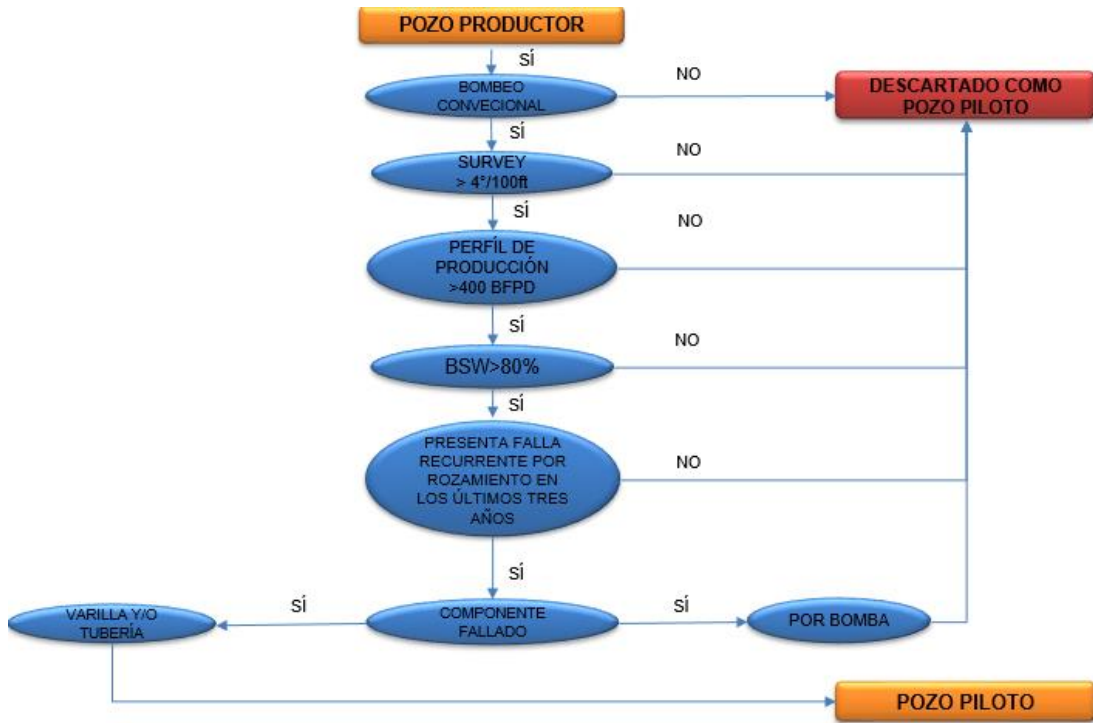 POZO PRODUCTOR
SÍ
NO
BOMBEO
CONVECIONAL
DESCARTADO COMO
POZO PILOTO
SÍ
NO
SURVEY
> 4°/100ft
SÍ
NO
PERFÍL DE
PRODUCCIÓN
>400 BFPD
SÍ
NO
BSW>80%
SÍ
PRESENTA FALLA
RECURRENTE POR
ROZAMIENTO EN
LOS ÚLTIMOS TRES
AÑOS
NO
SÍ
VARILLA Y/O
TUBERÍA
SÍ
COMPONENTE
FALLADO
SÍ
POR BOMBA
POZO PILOTO